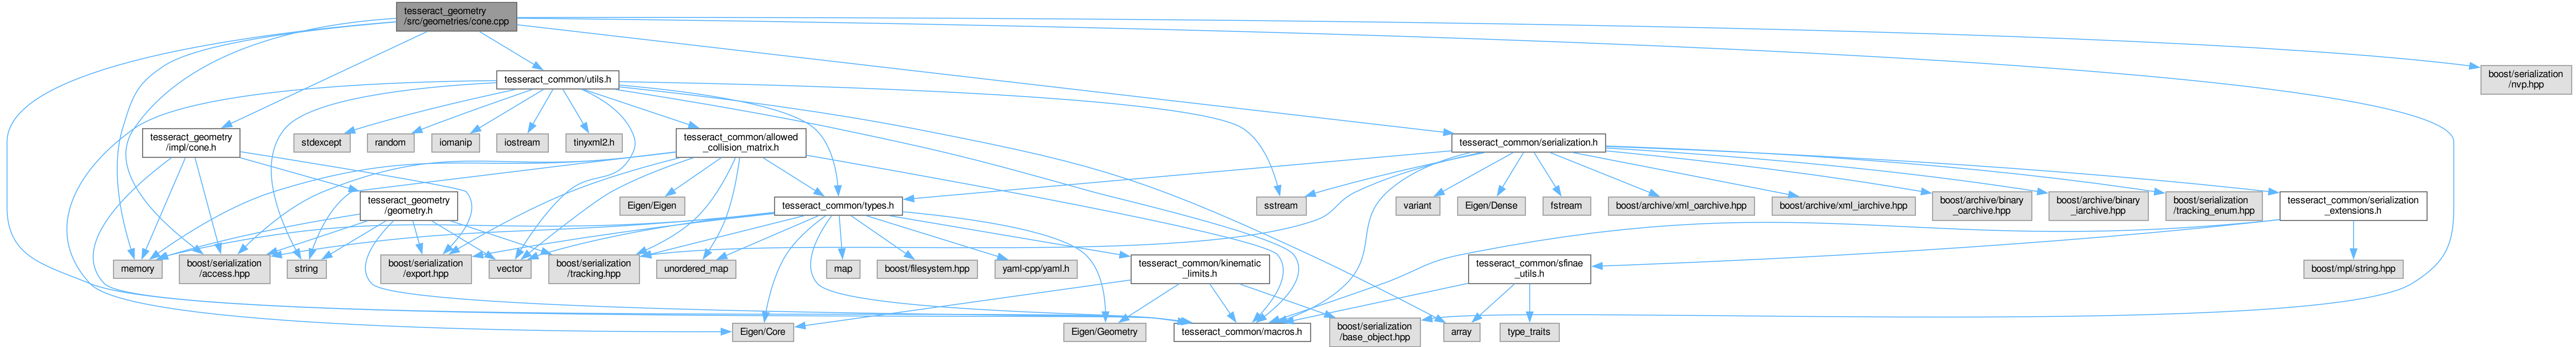 tesseract_geometry
/src/geometries/cone.cpp
boost/serialization
/nvp.hpp
tesseract_common/utils.h
tesseract_geometry
/impl/cone.h
stdexcept
random
iomanip
iostream
tinyxml2.h
tesseract_common/allowed
_collision_matrix.h
tesseract_common/serialization.h
tesseract_geometry
/geometry.h
Eigen/Eigen
tesseract_common/types.h
sstream
variant
Eigen/Dense
fstream
boost/archive/xml_oarchive.hpp
boost/archive/xml_iarchive.hpp
boost/archive/binary
_oarchive.hpp
boost/archive/binary
_iarchive.hpp
boost/serialization
/tracking_enum.hpp
tesseract_common/serialization
_extensions.h
memory
boost/serialization
/access.hpp
string
boost/serialization
/export.hpp
vector
boost/serialization
/tracking.hpp
unordered_map
map
boost/filesystem.hpp
yaml-cpp/yaml.h
tesseract_common/kinematic
_limits.h
tesseract_common/sfinae
_utils.h
boost/mpl/string.hpp
Eigen/Core
Eigen/Geometry
tesseract_common/macros.h
boost/serialization
/base_object.hpp
array
type_traits